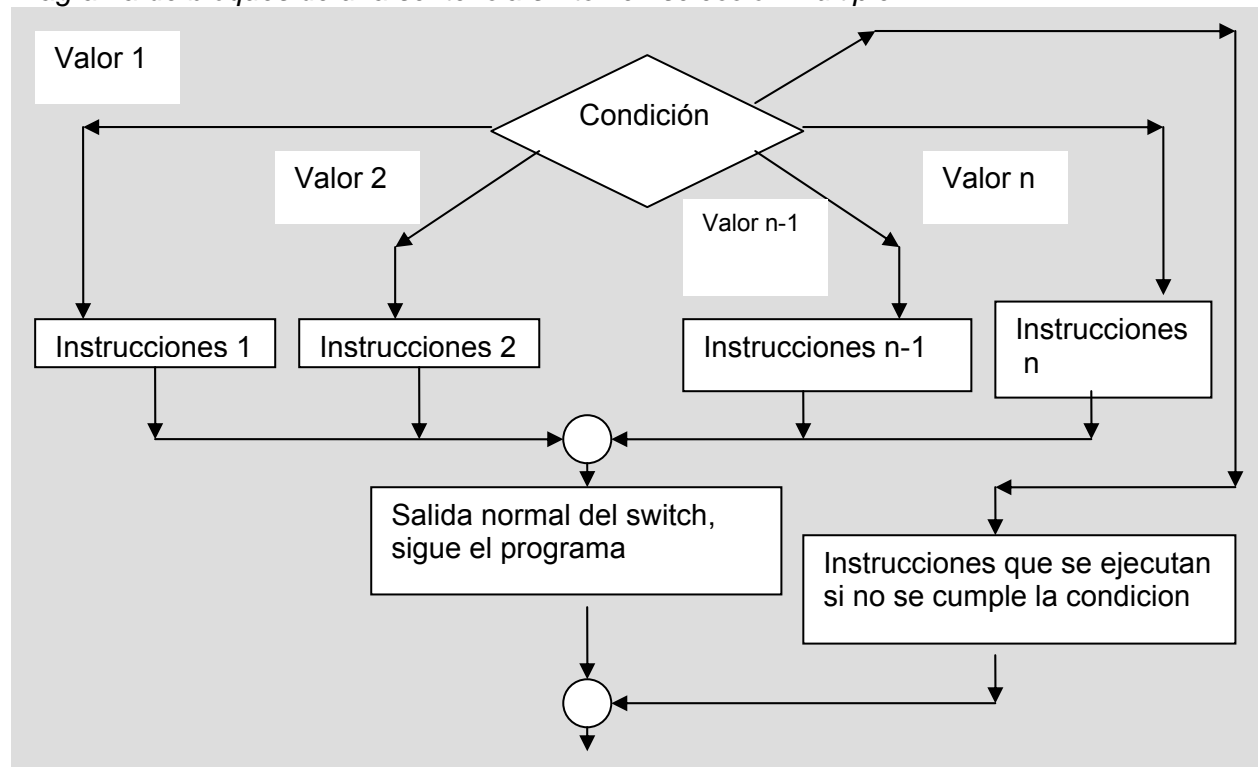 Valor 1
Condición
Valor 2
Valor n
Valor n-1
Instrucciones 1
Instrucciones 2
Instrucciones n-1
Instrucciones
n
Salida normal del switch,
sigue el programa
Instrucciones que se ejecutan
si no se cumple la condicion